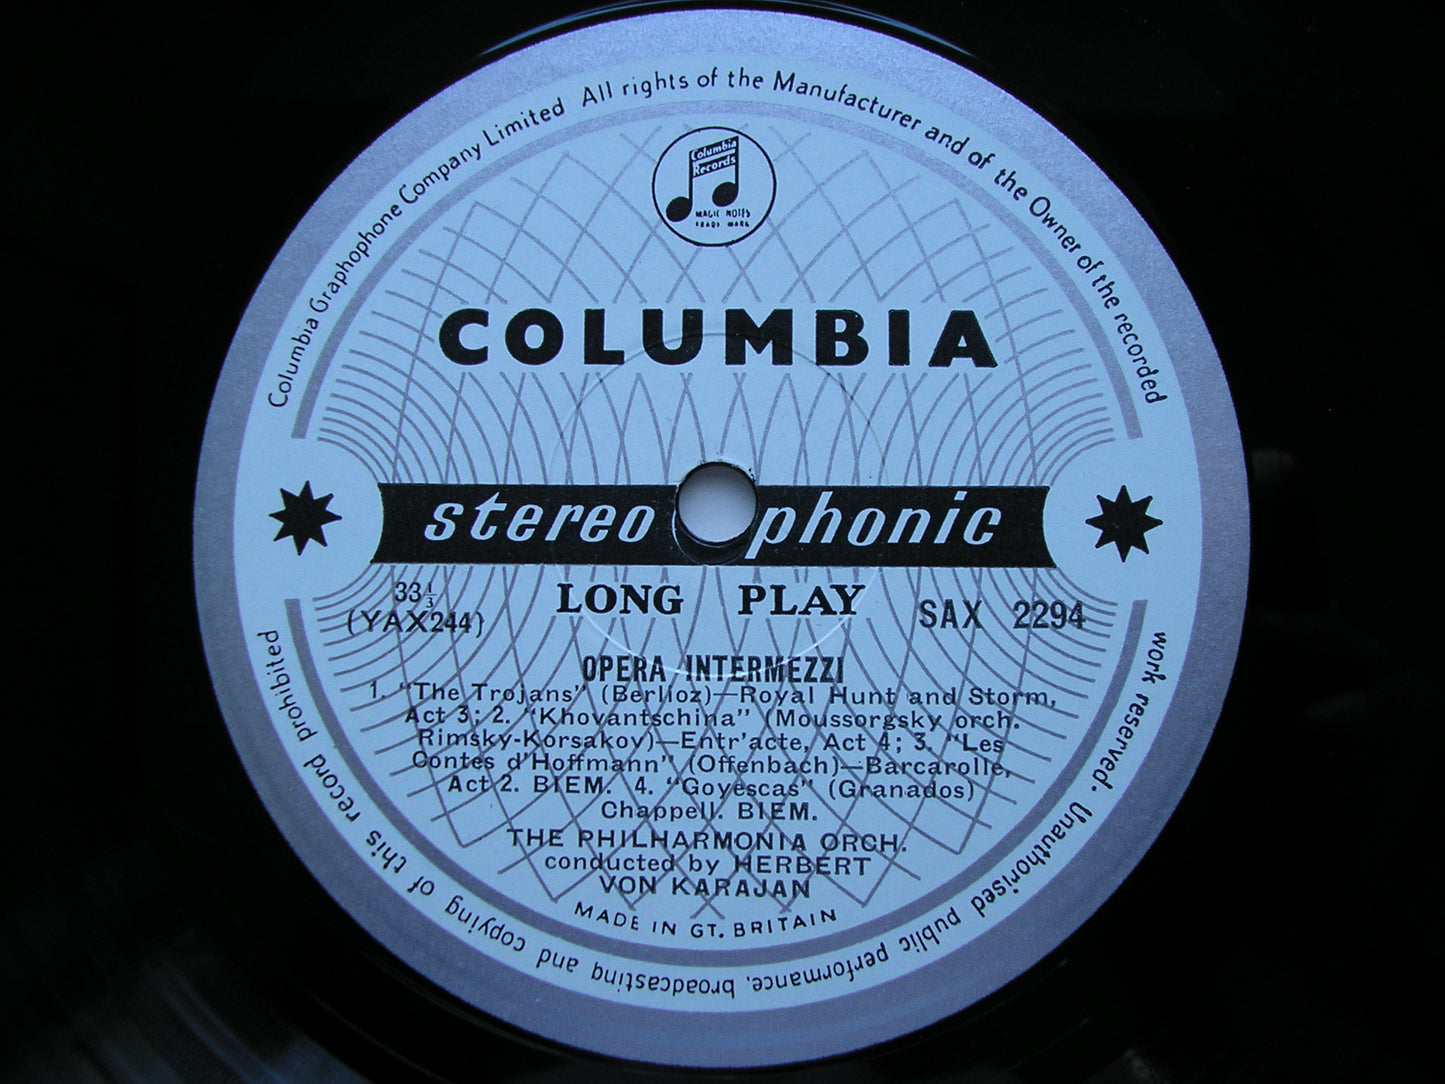 Columbia Graphophone Company Limited All rights of the Manufacturer and of the Owner of the recorded
work reserved. Unauthorised public performance, broadcasting and copying of this record prohibited
Columbia
Records
MAGIC NOTES
TRADE MARK
COLUMBIA
stereophonic
33⅓
LONG PLAY
SAX 2294
(YAX244)
OPERA INTERMEZZI
1. "The Trojans" (Berlioz)—Royal Hunt and Storm,
Act 3; 2. "Khovantschina" (Moussorgsky orch.
Rimsky-Korsakov)—Entr'acte, Act 4; 3. "Les
Contes d'Hoffmann" (Offenbach)—Barcarolle,
Act 2. BIEM. 4. "Goyescas" (Granados)
Chappell. BIEM.
THE PHILHARMONIA ORCH.
conducted by HERBERT
VON KARAJAN
MADE IN GT. BRITAIN